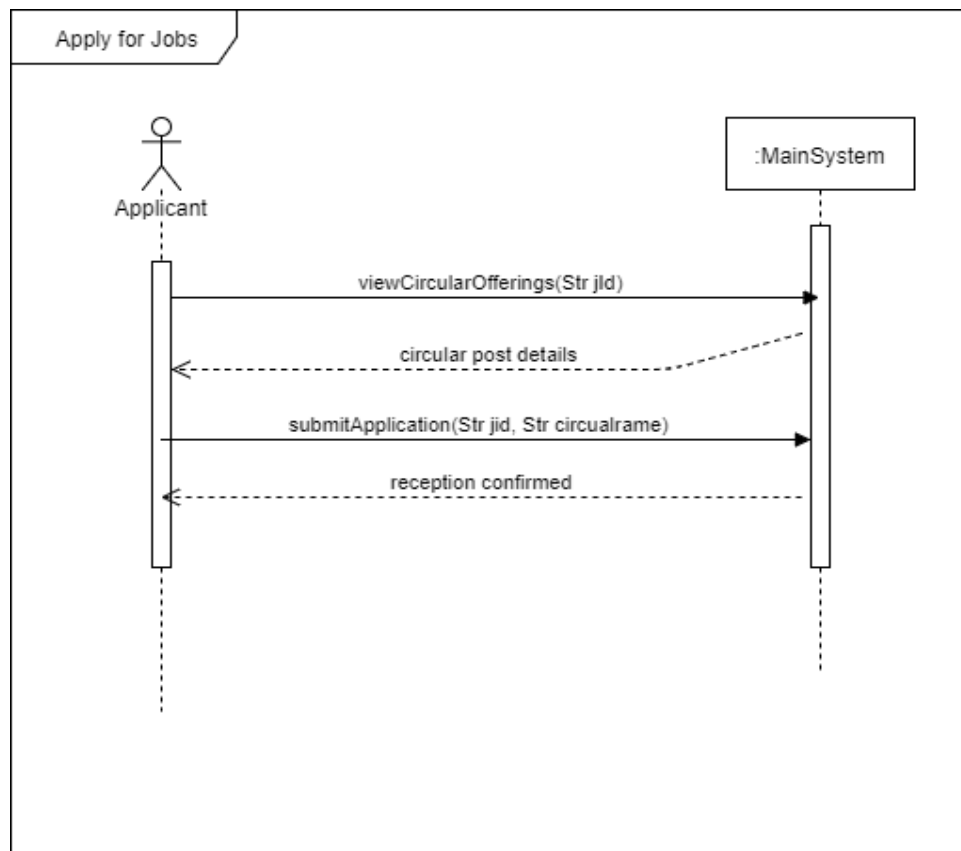 Apply for Jobs
:MainSystem
Applicant
viewCircularOfferings(Str jId)
circular post details
submitApplication(Str jid, Str circualrame)
reception confirmed